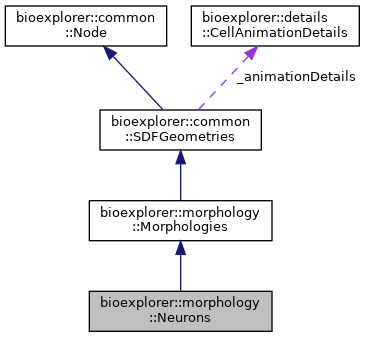 bioexplorer::common
::Node
bioexplorer::details
::CellAnimationDetails
_animationDetails
bioexplorer::common
::SDFGeometries
bioexplorer::morphology
::Morphologies
bioexplorer::morphology
::Neurons